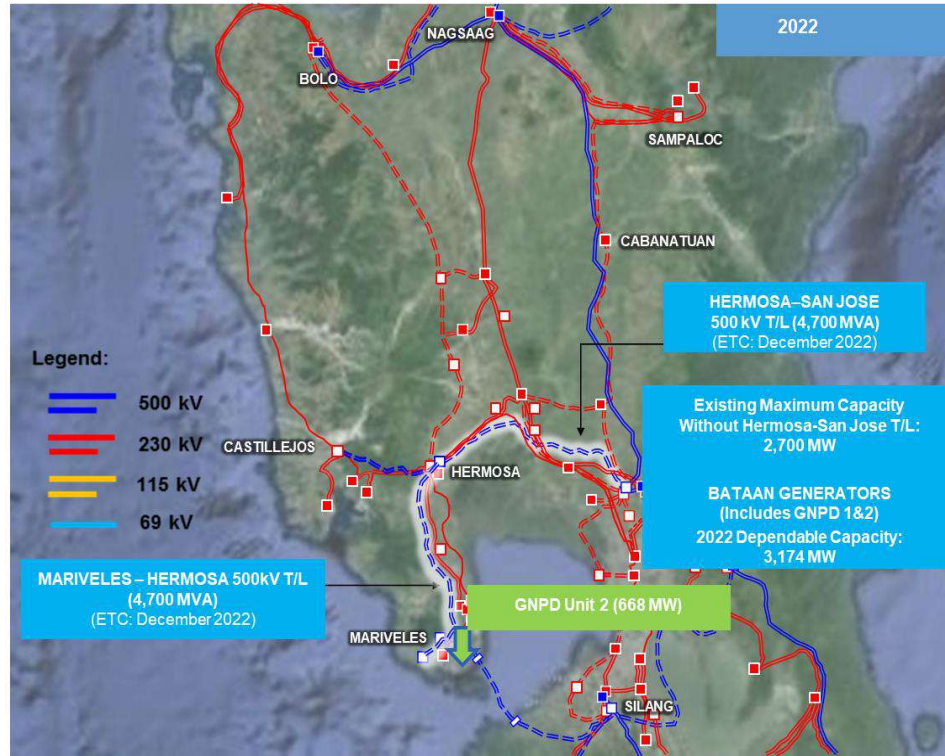 2022
NAGSAAG
BOLO
SAMPALOC
CABANATUAN
HERMOSA–SAN JOSE
500 kV T/L (4,700 MVA)
(ETC: December 2022)
Legend:
500 kV
230 kV
115 kV
69 kV
Existing Maximum Capacity
Without Hermosa-San Jose T/L:
2,700 MW
BATAAN GENERATORS
(Includes GNPD 1&2)
2022 Dependable Capacity:
3,174 MW
CASTILLEJOS
HERMOSA
MARIVELES – HERMOSA 500kV T/L
(4,700 MVA)
(ETC: December 2022)
GNPD Unit 2 (668 MW)
MARIVELES
SILANG